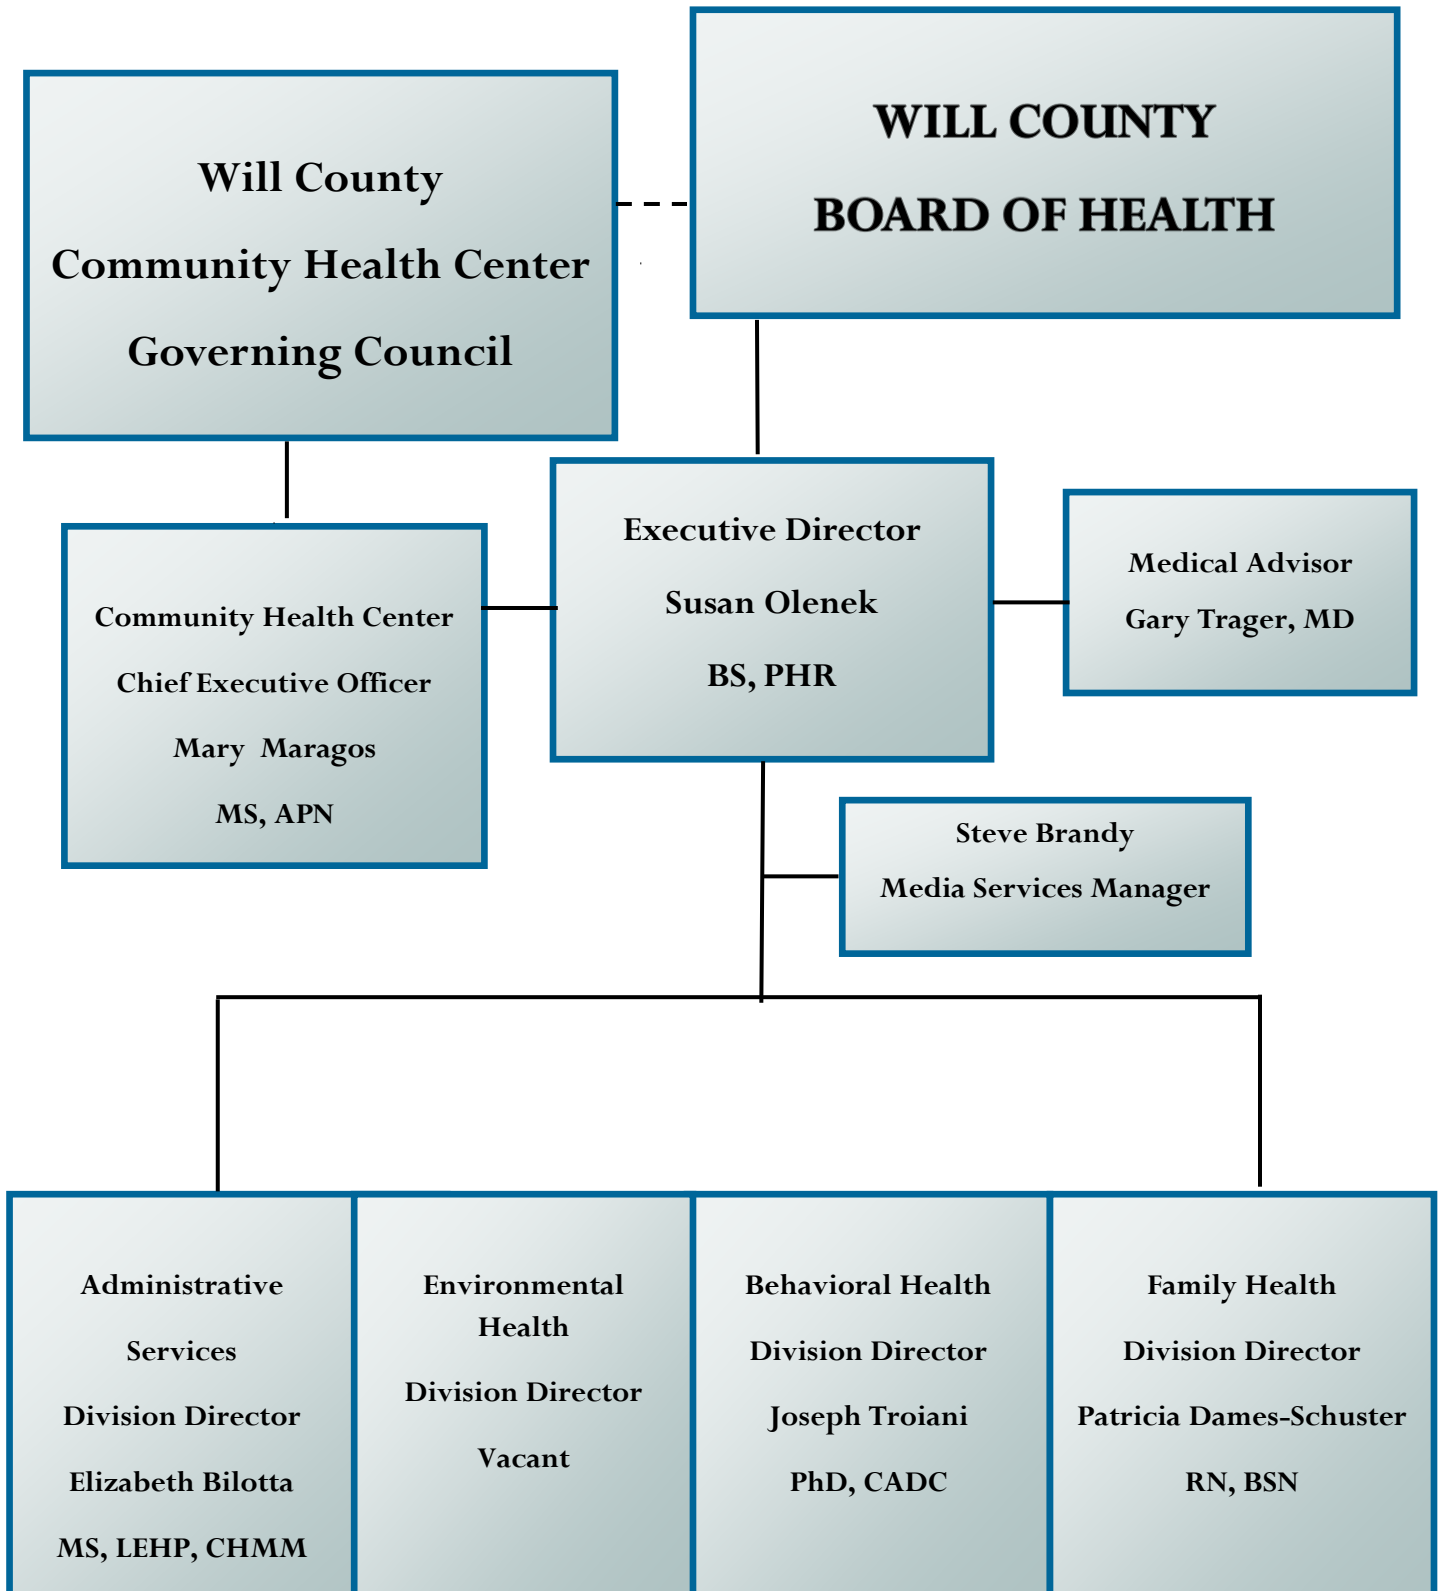 WILL COUNTY
BOARD OF HEALTH
Will County
Community Health Center
Governing Council
Executive Director
Susan Olenek
BS, PHR
Medical Advisor
Gary Trager, MD
Community Health Center
Chief Executive Officer
Mary  Maragos
MS, APN
Steve Brandy
Media Services Manager
Administrative
Services
Division Director
Elizabeth Bilotta
MS, LEHP, CHMM
Environmental
Health
Division Director
Vacant
Behavioral Health
Division Director
Joseph Troiani
PhD, CADC
Family Health
Division Director
Patricia Dames-Schuster
RN, BSN